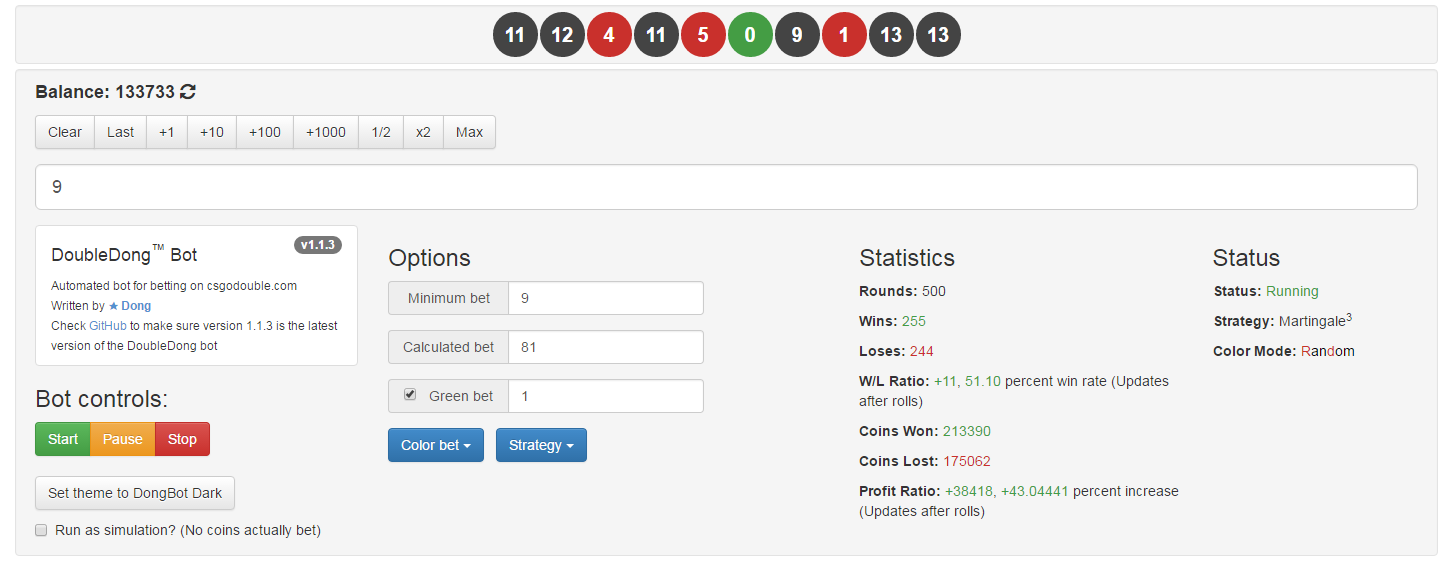 11 12 4 11 5 0 9 1 13 13
Balance: 133733
Clear Last +1 +10 +100 +1000 1/2 x2 Max
9
DoubleDong™ Bot v1.1.3
Automated bot for betting on csgodouble.com
Written by ★ Dong
Check GitHub to make sure version 1.1.3 is the latest
version of the DoubleDong bot
Bot controls:
Start Pause Stop
Set theme to DongBot Dark
Run as simulation? (No coins actually bet)
Options
Minimum bet 9
Calculated bet 81
Green bet 1
Color bet Strategy
Statistics
Rounds: 500
Wins: 255
Loses: 244
W/L Ratio: +11, 51.10 percent win rate (Updates
after rolls)
Coins Won: 213390
Coins Lost: 175062
Profit Ratio: +38418, +43.04441 percent increase
(Updates after rolls)
Status
Status: Running
Strategy: Martingale³
Color Mode: Random